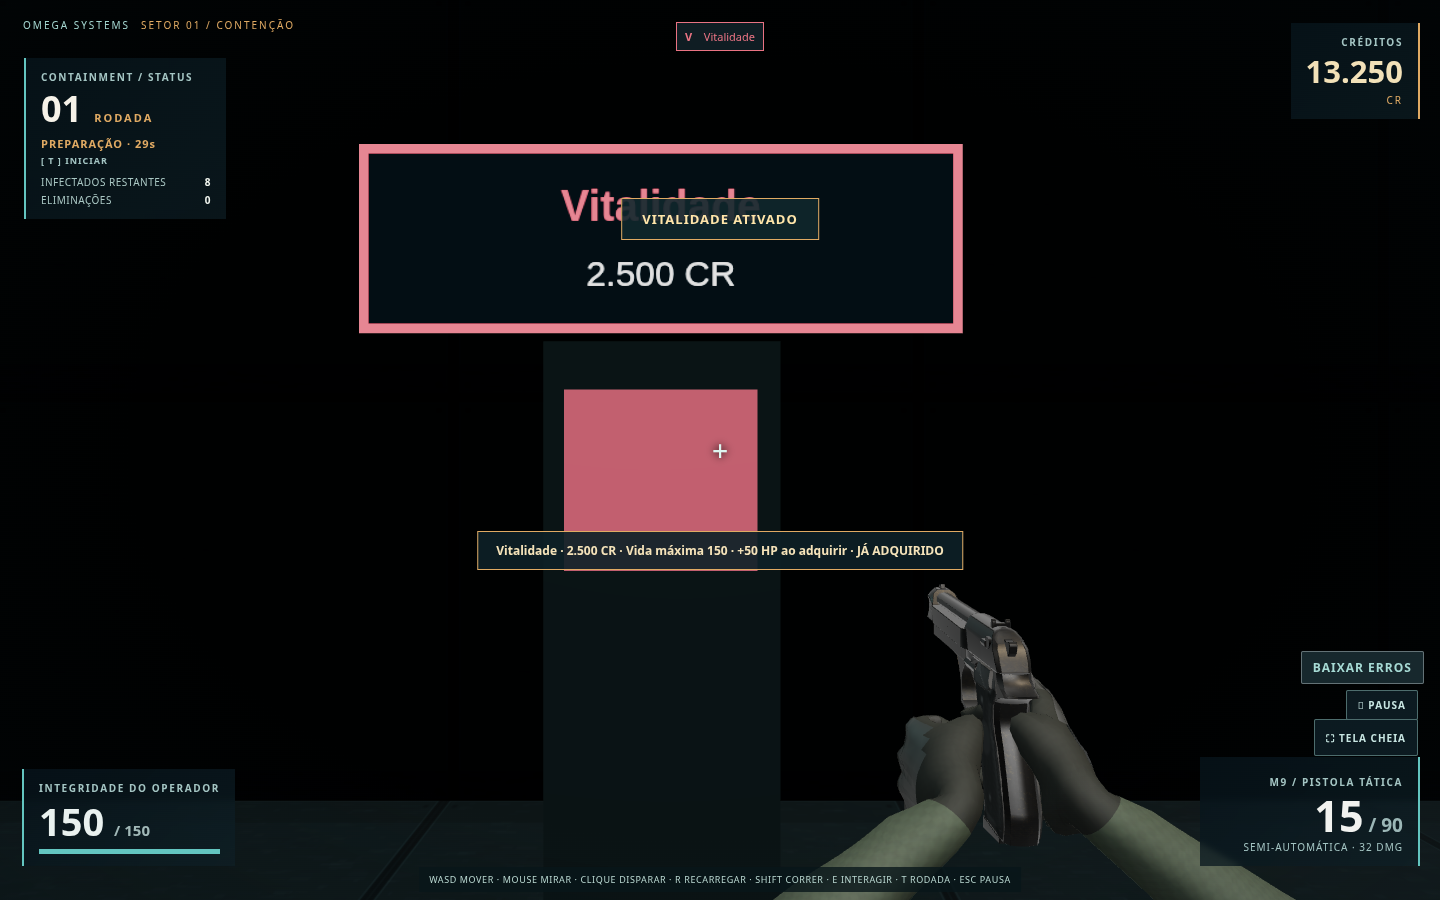 OMEGA SYSTEMS SETOR 01 / CONTENÇÃO
V Vitalidade
CRÉDITOS
13.250
CR
CONTAINMENT / STATUS
01 RODADA
PREPARAÇÃO · 29s
[ T ] INICIAR
INFECTADOS RESTANTES 8
ELIMINAÇÕES 0
Vitalidade
VITALIDADE ATIVADO
2.500 CR
Vitalidade · 2.500 CR · Vida máxima 150 · +50 HP ao adquirir · JÁ ADQUIRIDO
BAIXAR ERROS
PAUSA
TELA CHEIA
INTEGRIDADE DO OPERADOR
150 / 150
M9 / PISTOLA TÁTICA
15 / 90
SEMI-AUTOMÁTICA · 32 DMG
WASD MOVER · MOUSE MIRAR · CLIQUE DISPARAR · R RECARREGAR · SHIFT CORRER · E INTERAGIR · T RODADA · ESC PAUSA